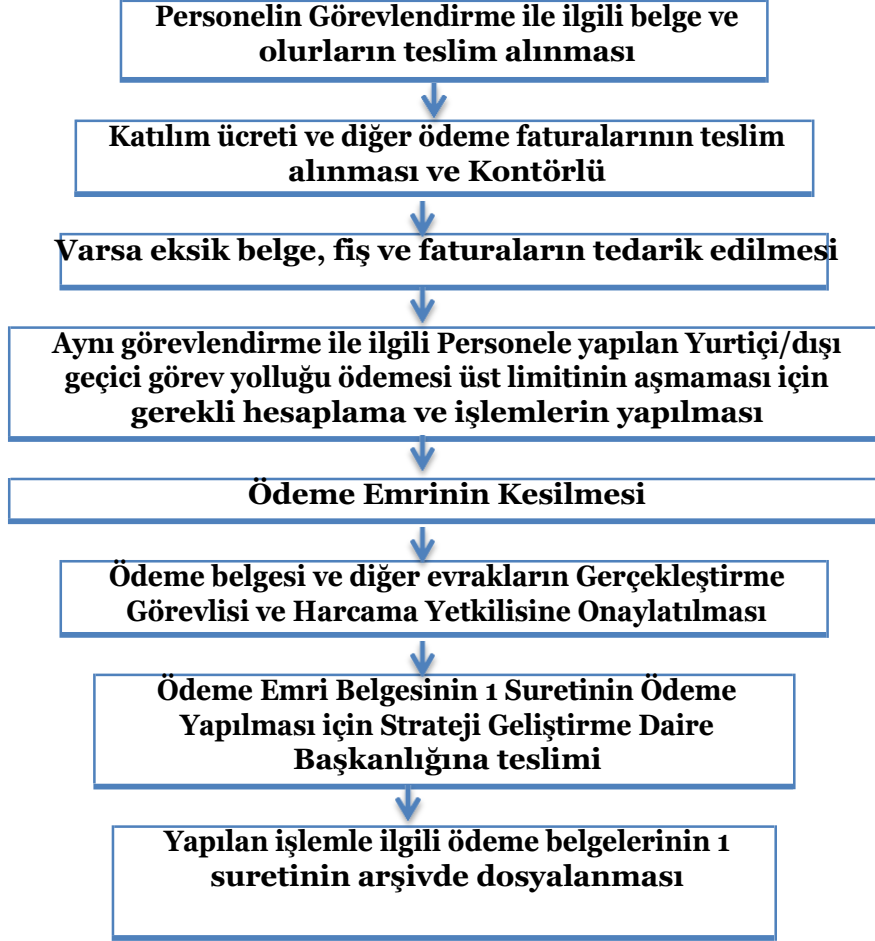 Personelin Görevlendirme ile ilgili belge ve
olurların teslim alınması
Katılım ücreti ve diğer ödeme faturalarının teslim
alınması ve Kontörlü
Varsa eksik belge, fiş ve faturaların tedarik edilmesi
Aynı görevlendirme ile ilgili Personele yapılan Yurtiçi/dışı
geçici görev yolluğu ödemesi üst limitinin aşmaması için
gerekli hesaplama ve işlemlerin yapılması
Ödeme Emrinin Kesilmesi
Ödeme belgesi ve diğer evrakların Gerçekleştirme
Görevlisi ve Harcama Yetkilisine Onaylatılması
Ödeme Emri Belgesinin 1 Suretinin Ödeme
Yapılması için Strateji Geliştirme Daire
Başkanlığına teslimi
Yapılan işlemle ilgili ödeme belgelerinin 1
suretinin arşivde dosyalanması